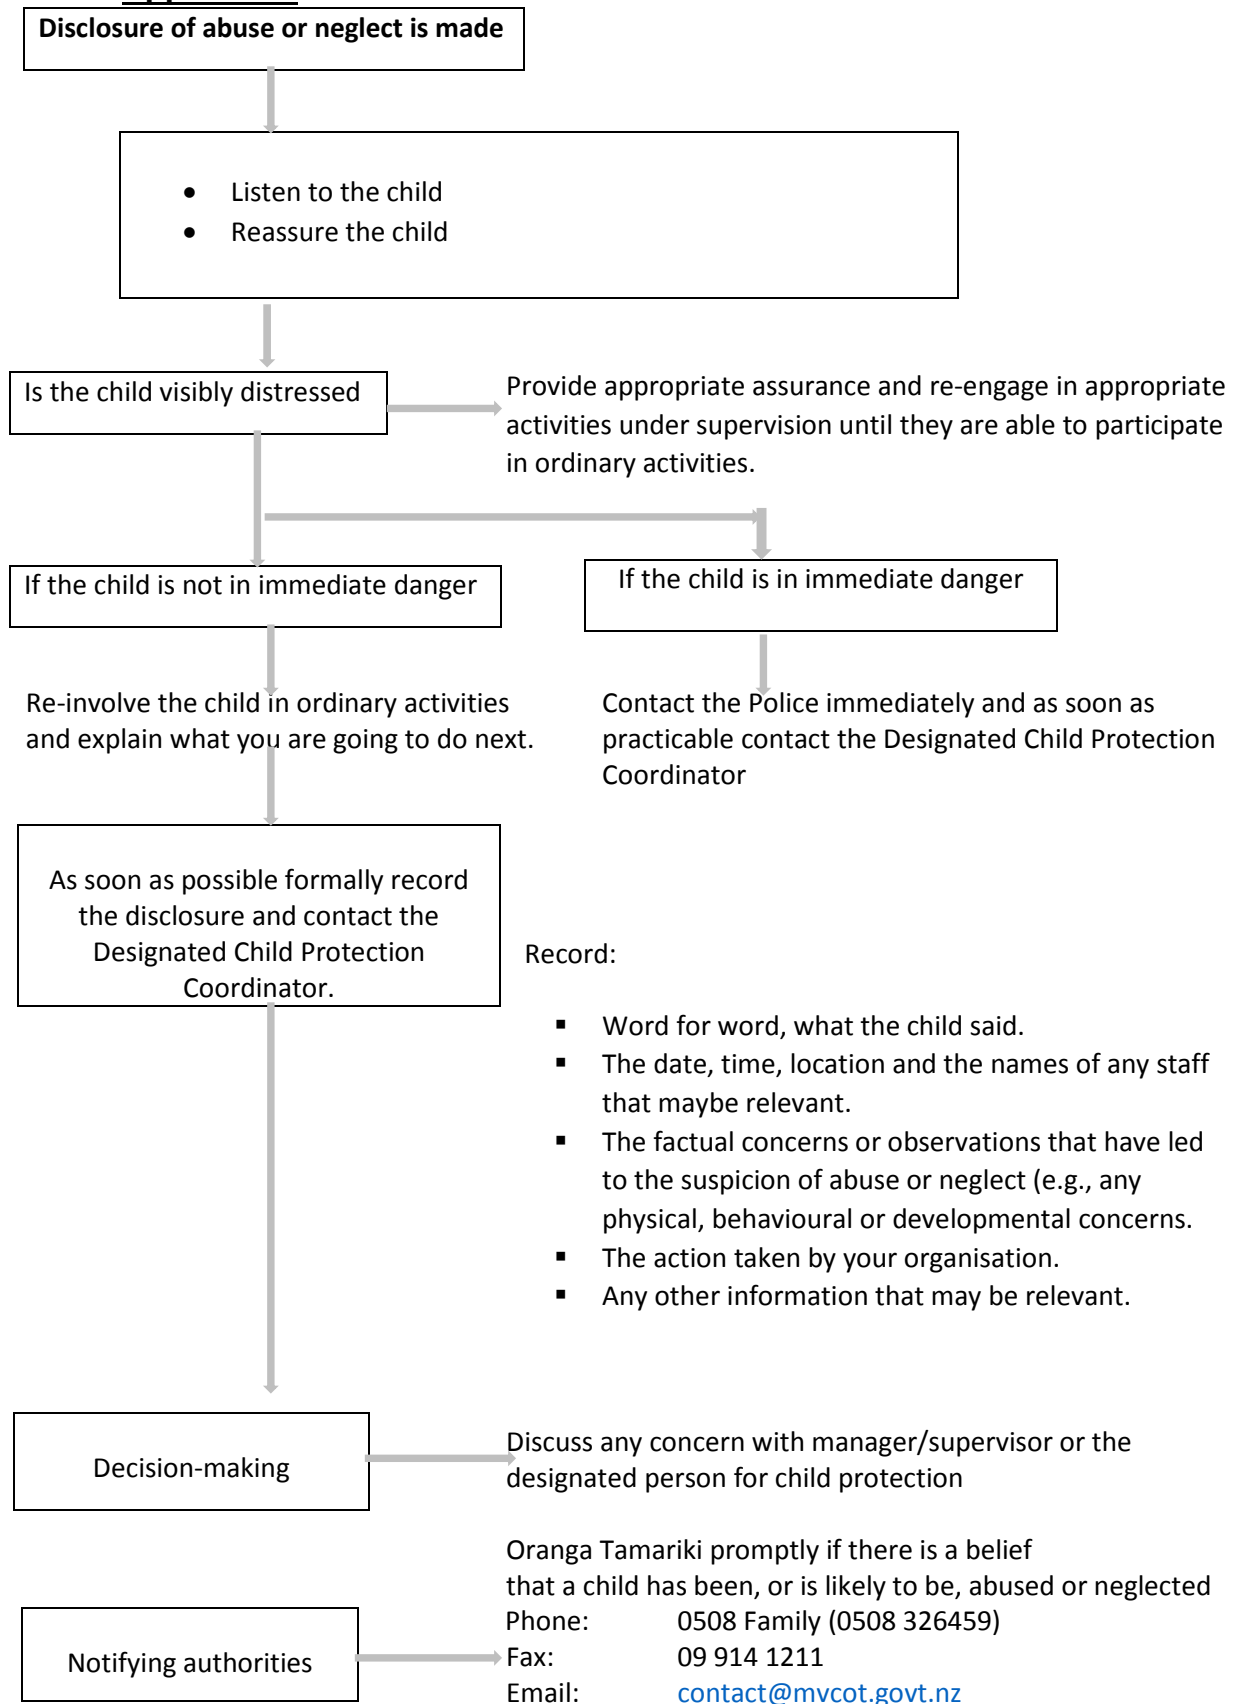 Disclosure of abuse or neglect is made
• Listen to the child
• Reassure the child
Is the child visibly distressed
Provide appropriate assurance and re-engage in appropriate
activities under supervision until they are able to participate
in ordinary activities.
If the child is not in immediate danger
If the child is in immediate danger
Re-involve the child in ordinary activities
and explain what you are going to do next.
Contact the Police immediately and as soon as
practicable contact the Designated Child Protection
Coordinator
As soon as possible formally record
the disclosure and contact the
Designated Child Protection
Coordinator.
Record:
▪ Word for word, what the child said.
▪ The date, time, location and the names of any staff
that maybe relevant.
▪ The factual concerns or observations that have led
to the suspicion of abuse or neglect (e.g., any
physical, behavioural or developmental concerns.
▪ The action taken by your organisation.
▪ Any other information that may be relevant.
Decision-making
Discuss any concern with manager/supervisor or the
designated person for child protection
Notifying authorities
Oranga Tamariki promptly if there is a belief
that a child has been, or is likely to be, abused or neglected
Phone: 0508 Family (0508 326459)
Fax: 09 914 1211
Email: contact@mvcot.govt.nz